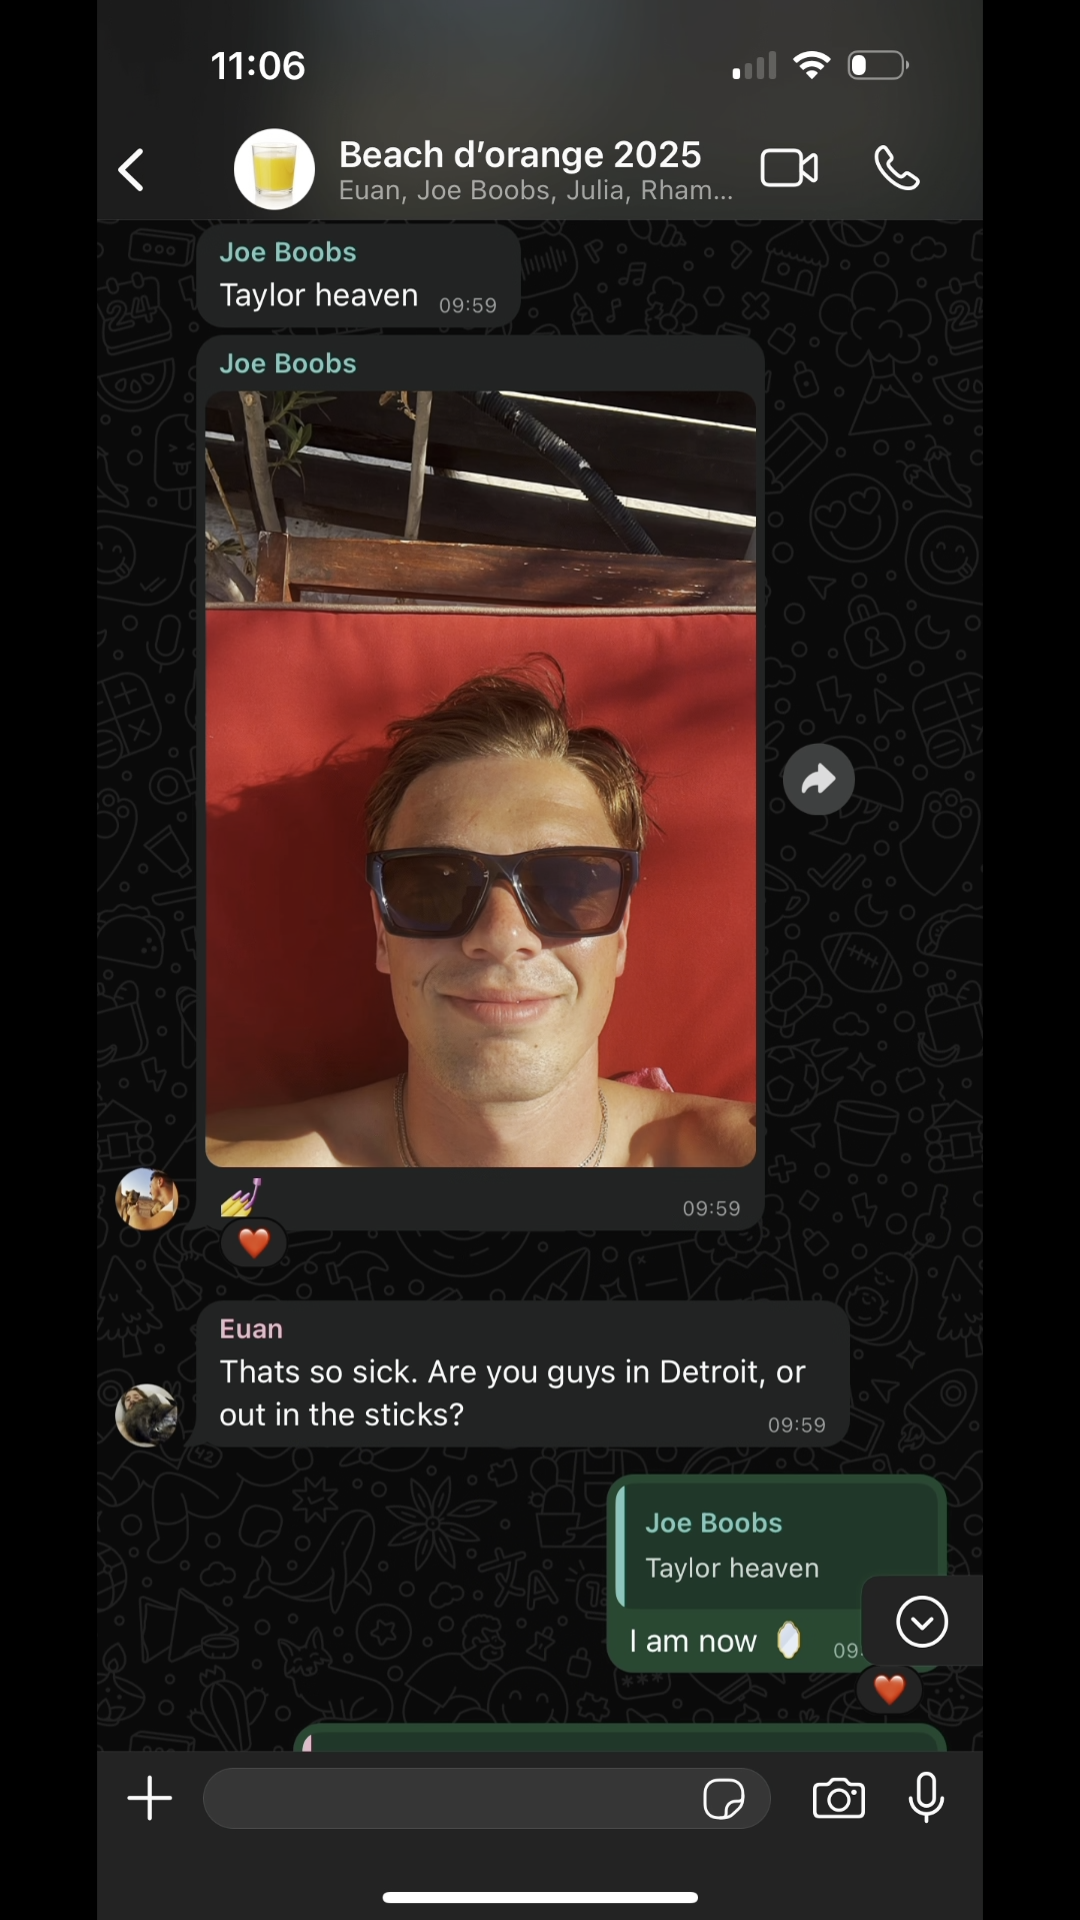 11:06
Beach d’orange 2025
Euan, Joe Boobs, Julia, Rham...
Joe Boobs
Taylor heaven 09:59
Joe Boobs
💅 09:59
❤️
Euan
Thats so sick. Are you guys in Detroit, or
out in the sticks? 09:59
Joe Boobs
Taylor heaven
I am now 🪞 09:
❤️